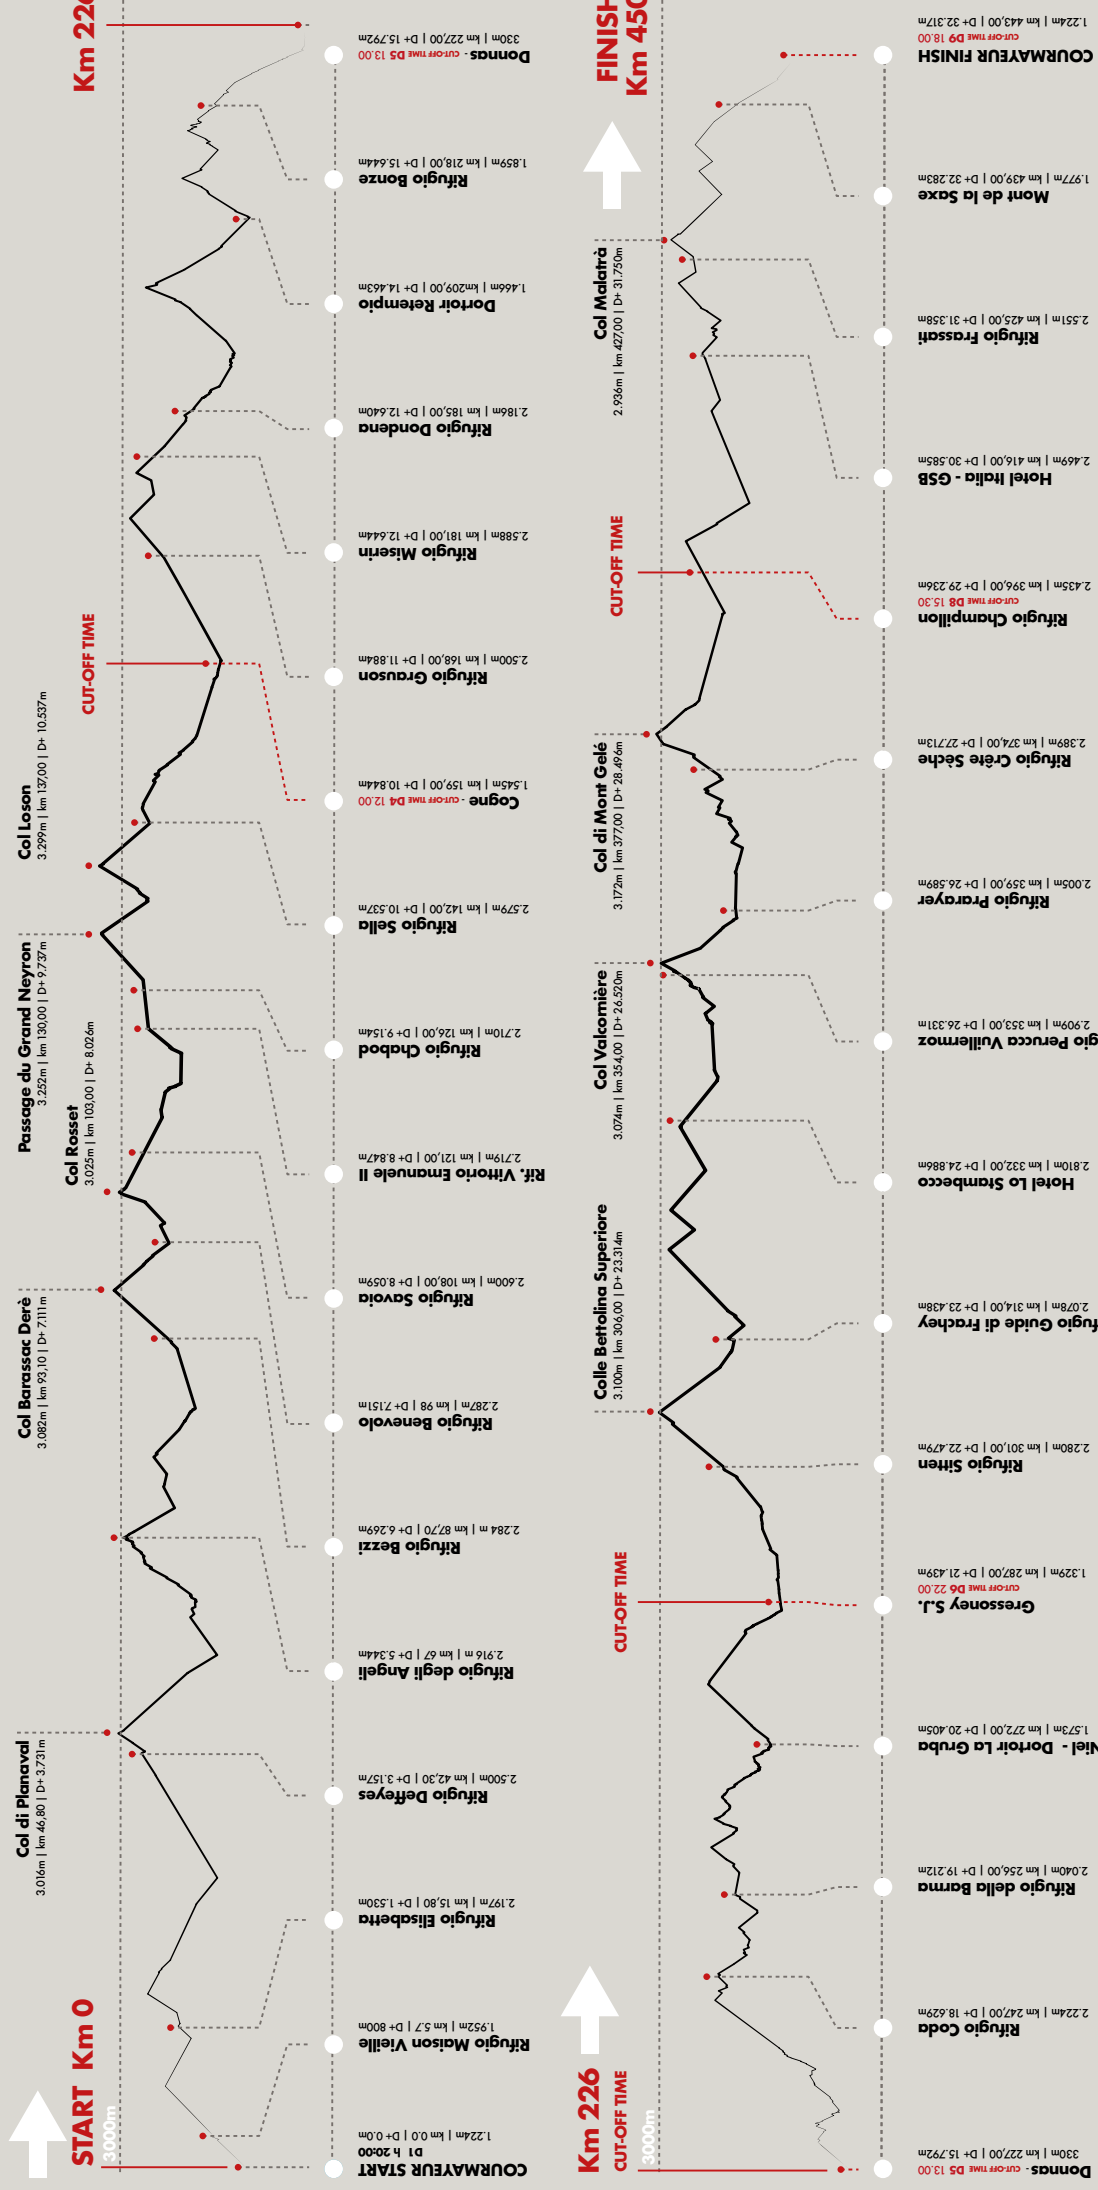 START Km 0
3000m
Col di Planaval
3.016m | km 46,80 | D+ 3.731m
Col Barassac Derè
3.082m | km 93,10 | D+ 7.111m
Col Rosset
3.025m | km 103,00 | D+ 8.026m
Passage du Grand Neyron
3.252m | km 130,00 | D+ 9.737m
Col Loson
3.299m | km 137,00 | D+ 10.537m
CUT-OFF TIME
Km 226
COURMAYEUR START
D1 h 20:00
1.224m | km 0.0 | D+ 0.0m
Rifugio Maison Vieille
1.952m | km 5.7 | D+ 800m
Rifugio Elisabetta
2.197m | km 15,80 | D+ 1.530m
Rifugio Deffeyes
2.500m | km 42,30 | D+ 3.157m
Rifugio degli Angeli
2.916 m | km 67 | D+ 5.344m
Rifugio Bezzi
2.284 m | km 87,70 | D+ 6.269m
Rifugio Benevolo
2.287m | km 98 | D+ 7.151m
Rifugio Savoia
2.600m | km 108,00 | D+ 8.059m
Rif. Vittorio Emanuele II
2.719m | km 121,00 | D+ 8.847m
Rifugio Chabod
2.710m | km 126,00 | D+ 9.154m
Rifugio Sella
2.579m | km 142,00 | D+ 10.537m
Cogne - CUT-OFF TIME D4 12.00
1.545m | km 159,00 | D+ 10.844m
Rifugio Grauson
2.500m | km 168,00 | D+ 11.884m
Rifugio Miserin
2.588m | km 181,00 | D+ 12.644m
Rifugio Dondena
2.186m | km 185,00 | D+ 12.640m
Dortoir Retempio
1.466m | km209,00 | D+ 14.463m
Rifugio Bonze
1.859m | km 218,00 | D+ 15.644m
Donnas - CUT-OFF TIME D5 13.00
330m | km 227,00 | D+ 15.792m
Km 226
CUT-OFF TIME
3000m
CUT-OFF TIME
Colle Bettolina Superiore
3.100m | km 306,00 | D+ 23.314m
Col Valcornière
3.074m | km 354,00 | D+ 26.520m
Col di Mont Gelé
3.172m | km 377,00 | D+ 28.496m
CUT-OFF TIME
Col Malatrà
2.936m | km 427,00 | D+ 31.750m
FINISH
Km 450
Donnas - CUT-OFF TIME D5 13.00
330m | km 227,00 | D+ 15.792m
Rifugio Coda
2.224m | km 247,00 | D+ 18.629m
Rifugio della Barma
2.040m | km 256,00 | D+ 19.212m
Niel - Dortoir La Gruba
1.573m | km 272,00 | D+ 20.405m
Gressoney S.J.
CUT-OFF TIME D6 22.00
1.329m | km 287,00 | D+ 21.439m
Rifugio Sitten
2.280m | km 301,00 | D+ 22.479m
fugio Guide di Frachey
2.078m | km 314,00 | D+ 23.438m
Hotel Lo Stambecco
2.810m | km 332,00 | D+ 24.886m
gio Perucca Vuillermoz
2.909m | km 353,00 | D+ 26.331m
Rifugio Prarayer
2.005m | km 359,00 | D+ 26.589m
Rifugio Crête Sèche
2.389m | km 374,00 | D+ 27.713m
Rifugio Champillon
CUT-OFF TIME D8 15.30
2.435m | km 396,00 | D+ 29.236m
Hotel Italia - GSB
2.469m | km 416,00 | D+ 30.585m
Rifugio Frassati
2.551m | km 425,00 | D+ 31.358m
Mont de la Saxe
1.977m | km 439,00 | D+ 32.283m
COURMAYEUR FINISH
CUT-OFF TIME D9 18.00
1.224m | km 443,00 | D+ 32.317m